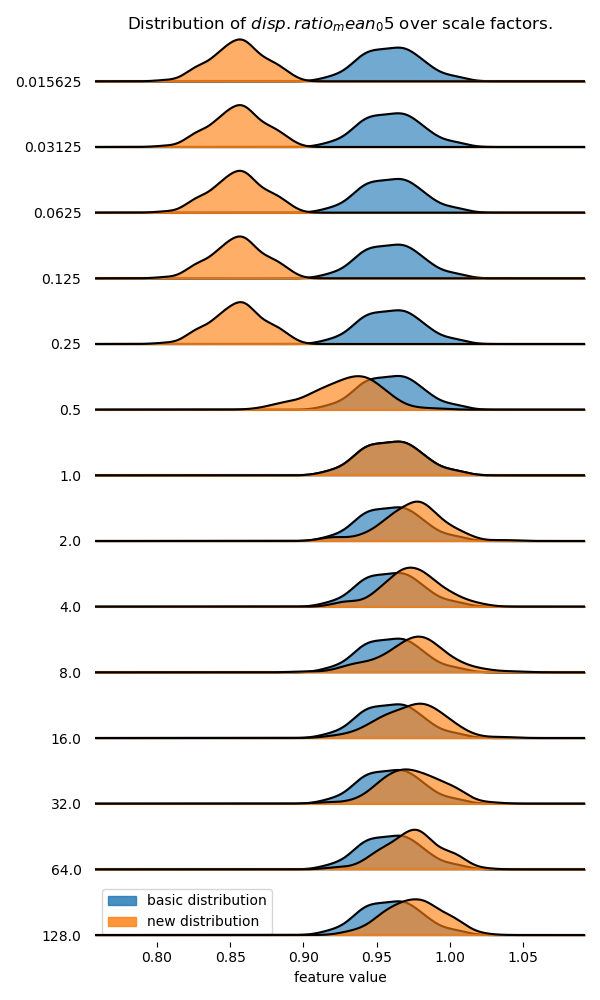 Distribution of disp.ratio_mean_05 over scale factors.
0.015625
0.03125
0.0625
0.125
0.25
0.5
1.0
2.0
4.0
8.0
16.0
32.0
64.0
128.0
basic distribution
new distribution
0.80 0.85 0.90 0.95 1.00 1.05
feature value